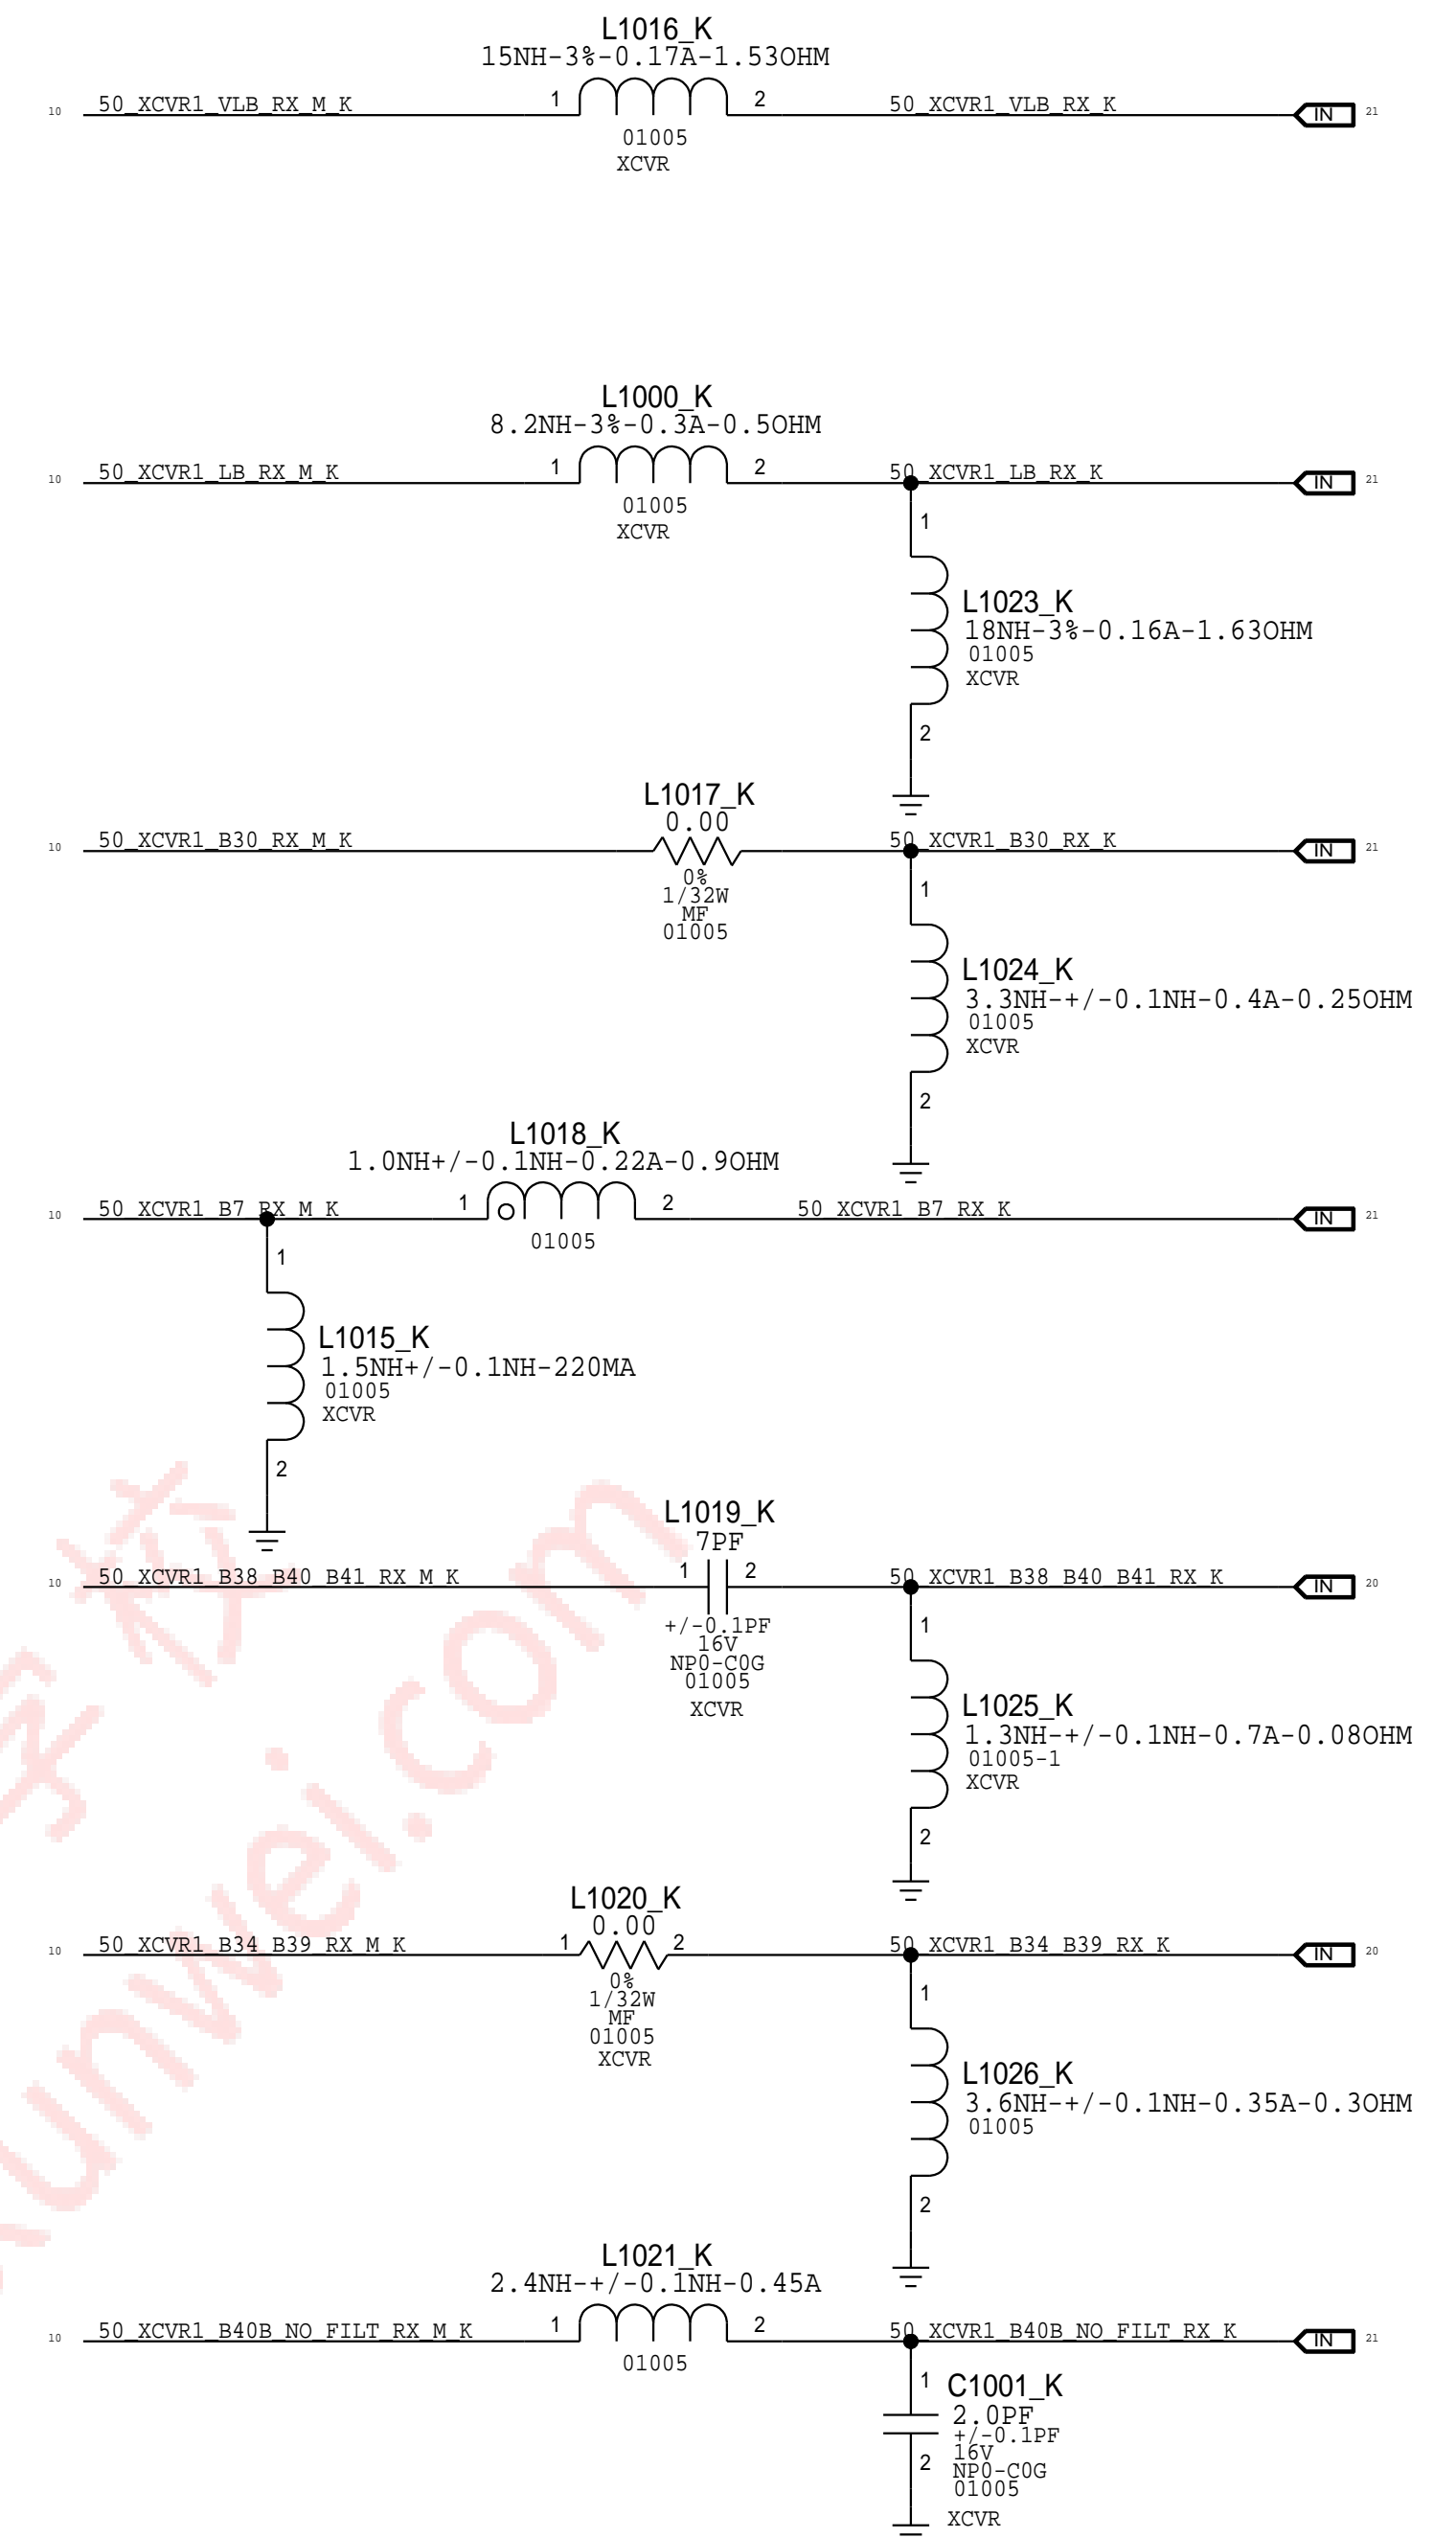 L1016_K
15NH-3%-0.17A-1.53OHM
10 50_XCVR1_VLB_RX_M_K 1 2 50_XCVR1_VLB_RX_K IN 21
01005
XCVR
L1000_K
8.2NH-3%-0.3A-0.5OHM
10 50_XCVR1_LB_RX_M_K 1 2 50_XCVR1_LB_RX_K IN 21
01005
XCVR
1
L1023_K
18NH-3%-0.16A-1.63OHM
01005
XCVR
2
L1017_K
0.00
10 50_XCVR1_B30_RX_M_K 50_XCVR1_B30_RX_K IN 21
0%
1/32W
MF
01005
1
L1024_K
3.3NH-+/-0.1NH-0.4A-0.25OHM
01005
XCVR
2
L1018_K
1.0NH+/-0.1NH-0.22A-0.9OHM
10 50_XCVR1_B7_RX_M_K 1 2 50_XCVR1_B7_RX_K IN 21
01005
1
L1015_K
1.5NH+/-0.1NH-220MA
01005
XCVR
2
L1019_K
7PF
10 50_XCVR1_B38_B40_B41_RX_M_K 1 2 50_XCVR1_B38_B40_B41_RX_K IN 20
+/-0.1PF
16V
NP0-C0G
01005
XCVR
1
L1025_K
1.3NH-+/-0.1NH-0.7A-0.08OHM
01005-1
XCVR
2
L1020_K
0.00
10 50_XCVR1_B34_B39_RX_M_K 1 2 50_XCVR1_B34_B39_RX_K IN 20
0%
1/32W
MF
01005
XCVR
1
L1026_K
3.6NH-+/-0.1NH-0.35A-0.3OHM
01005
2
L1021_K
2.4NH-+/-0.1NH-0.45A
10 50_XCVR1_B40B_NO_FILT_RX_M_K 1 2 50_XCVR1_B40B_NO_FILT_RX_K IN 21
01005
1
C1001_K
2.0PF
+/-0.1PF
16V
2
NP0-C0G
01005
XCVR
学校
unwei.com